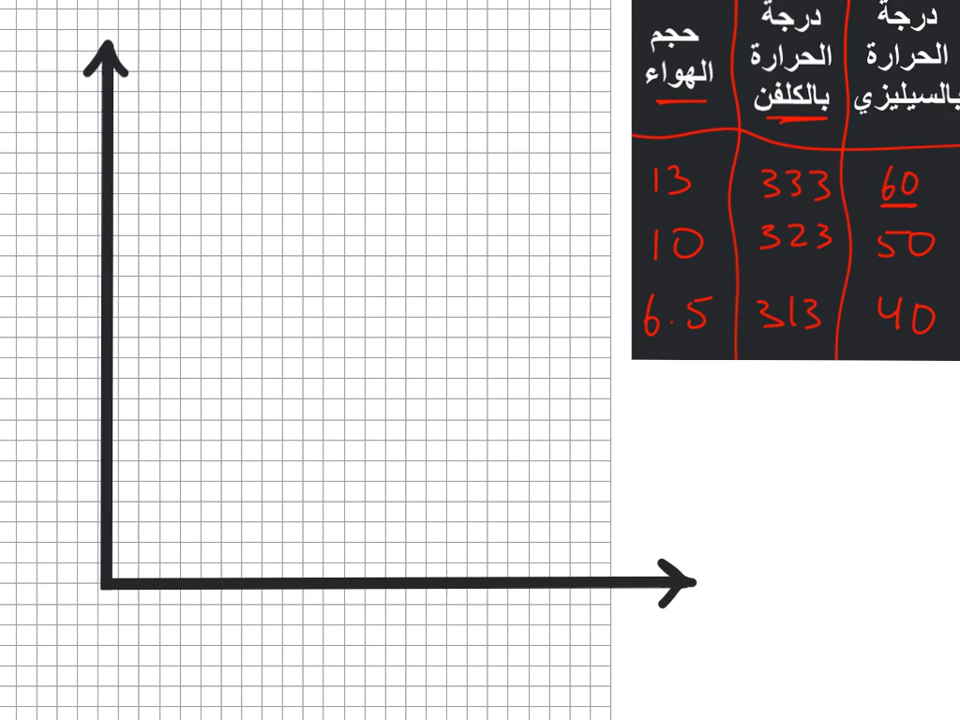 درجة الحرارة بالسيليزي
درجة الحرارة بالكلفن
حجم الهواء
60 333 13
50 323 10
40 313 6.5